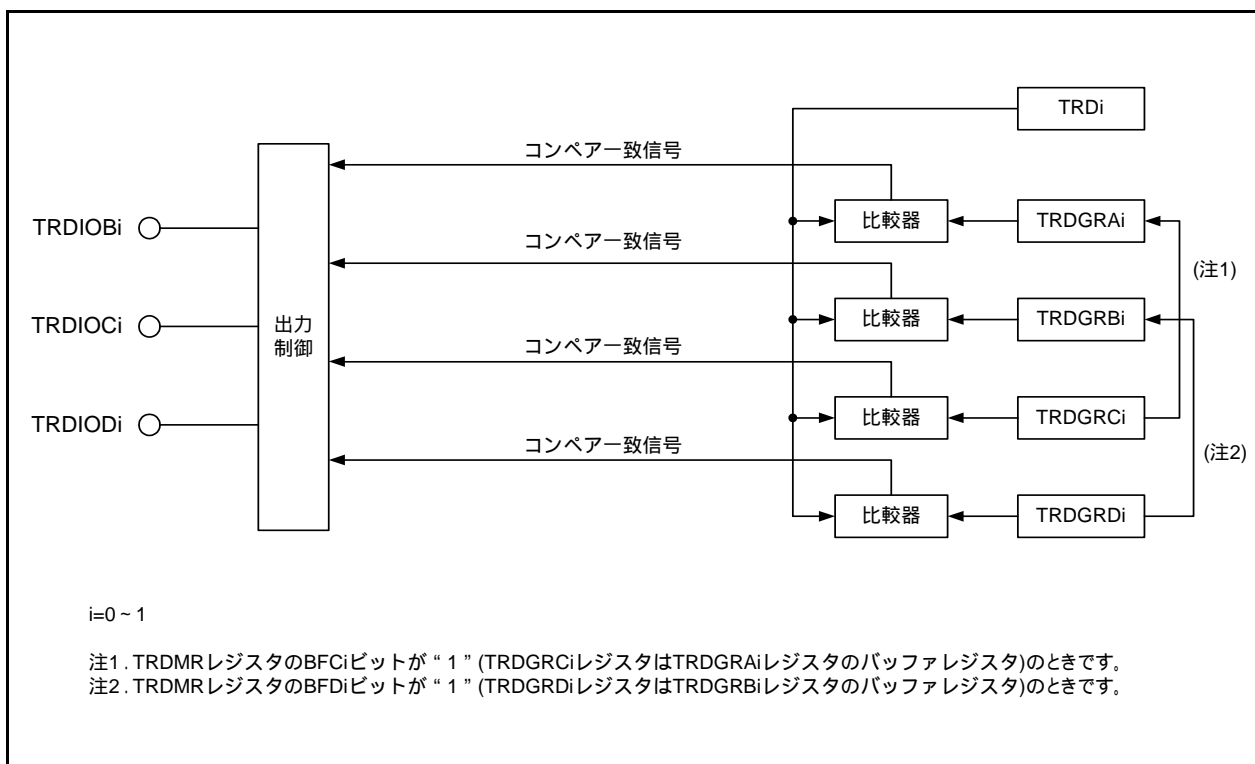 TRDi
コンペア一致信号
比較器
TRDGRAi
TRDIOBi
コンペア一致信号
(注1)
比較器
TRDGRBi
TRDIOCi
出力
制御
コンペア一致信号
比較器
TRDGRCi
TRDIODi
コンペア一致信号
(注2)
比較器
TRDGRDi
i=0 ~ 1
注1 . TRDMRレジスタのBFCiビットが “ 1 ” (TRDGRCiレジスタはTRDGRAiレジスタのバッファレジスタ)のときです。
注2 . TRDMRレジスタのBFDiビットが “ 1 ” (TRDGRDiレジスタはTRDGRBiレジスタのバッファレジスタ)のときです。